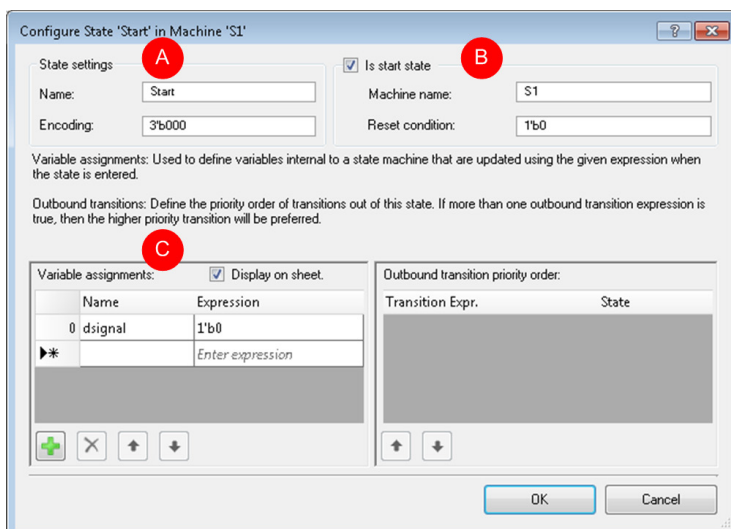 Configure State 'Start' in Machine 'S1'
A
B
State settings
Is start state
Name: Start
Machine name: S1
Encoding: 3'b000
Reset condition: 1'b0
Variable assignments: Used to define variables internal to a state machine that are updated using the given expression when
the state is entered.
Outbound transitions: Define the priority order of transitions out of this state. If more than one outbound transition expression is
true, then the higher priority transition will be preferred.
C
Variable assignments: Display on sheet.
Name Expression
0 dsignal 1'b0
Enter expression
Outbound transition priority order:
Transition Expr. State
OK
Cancel